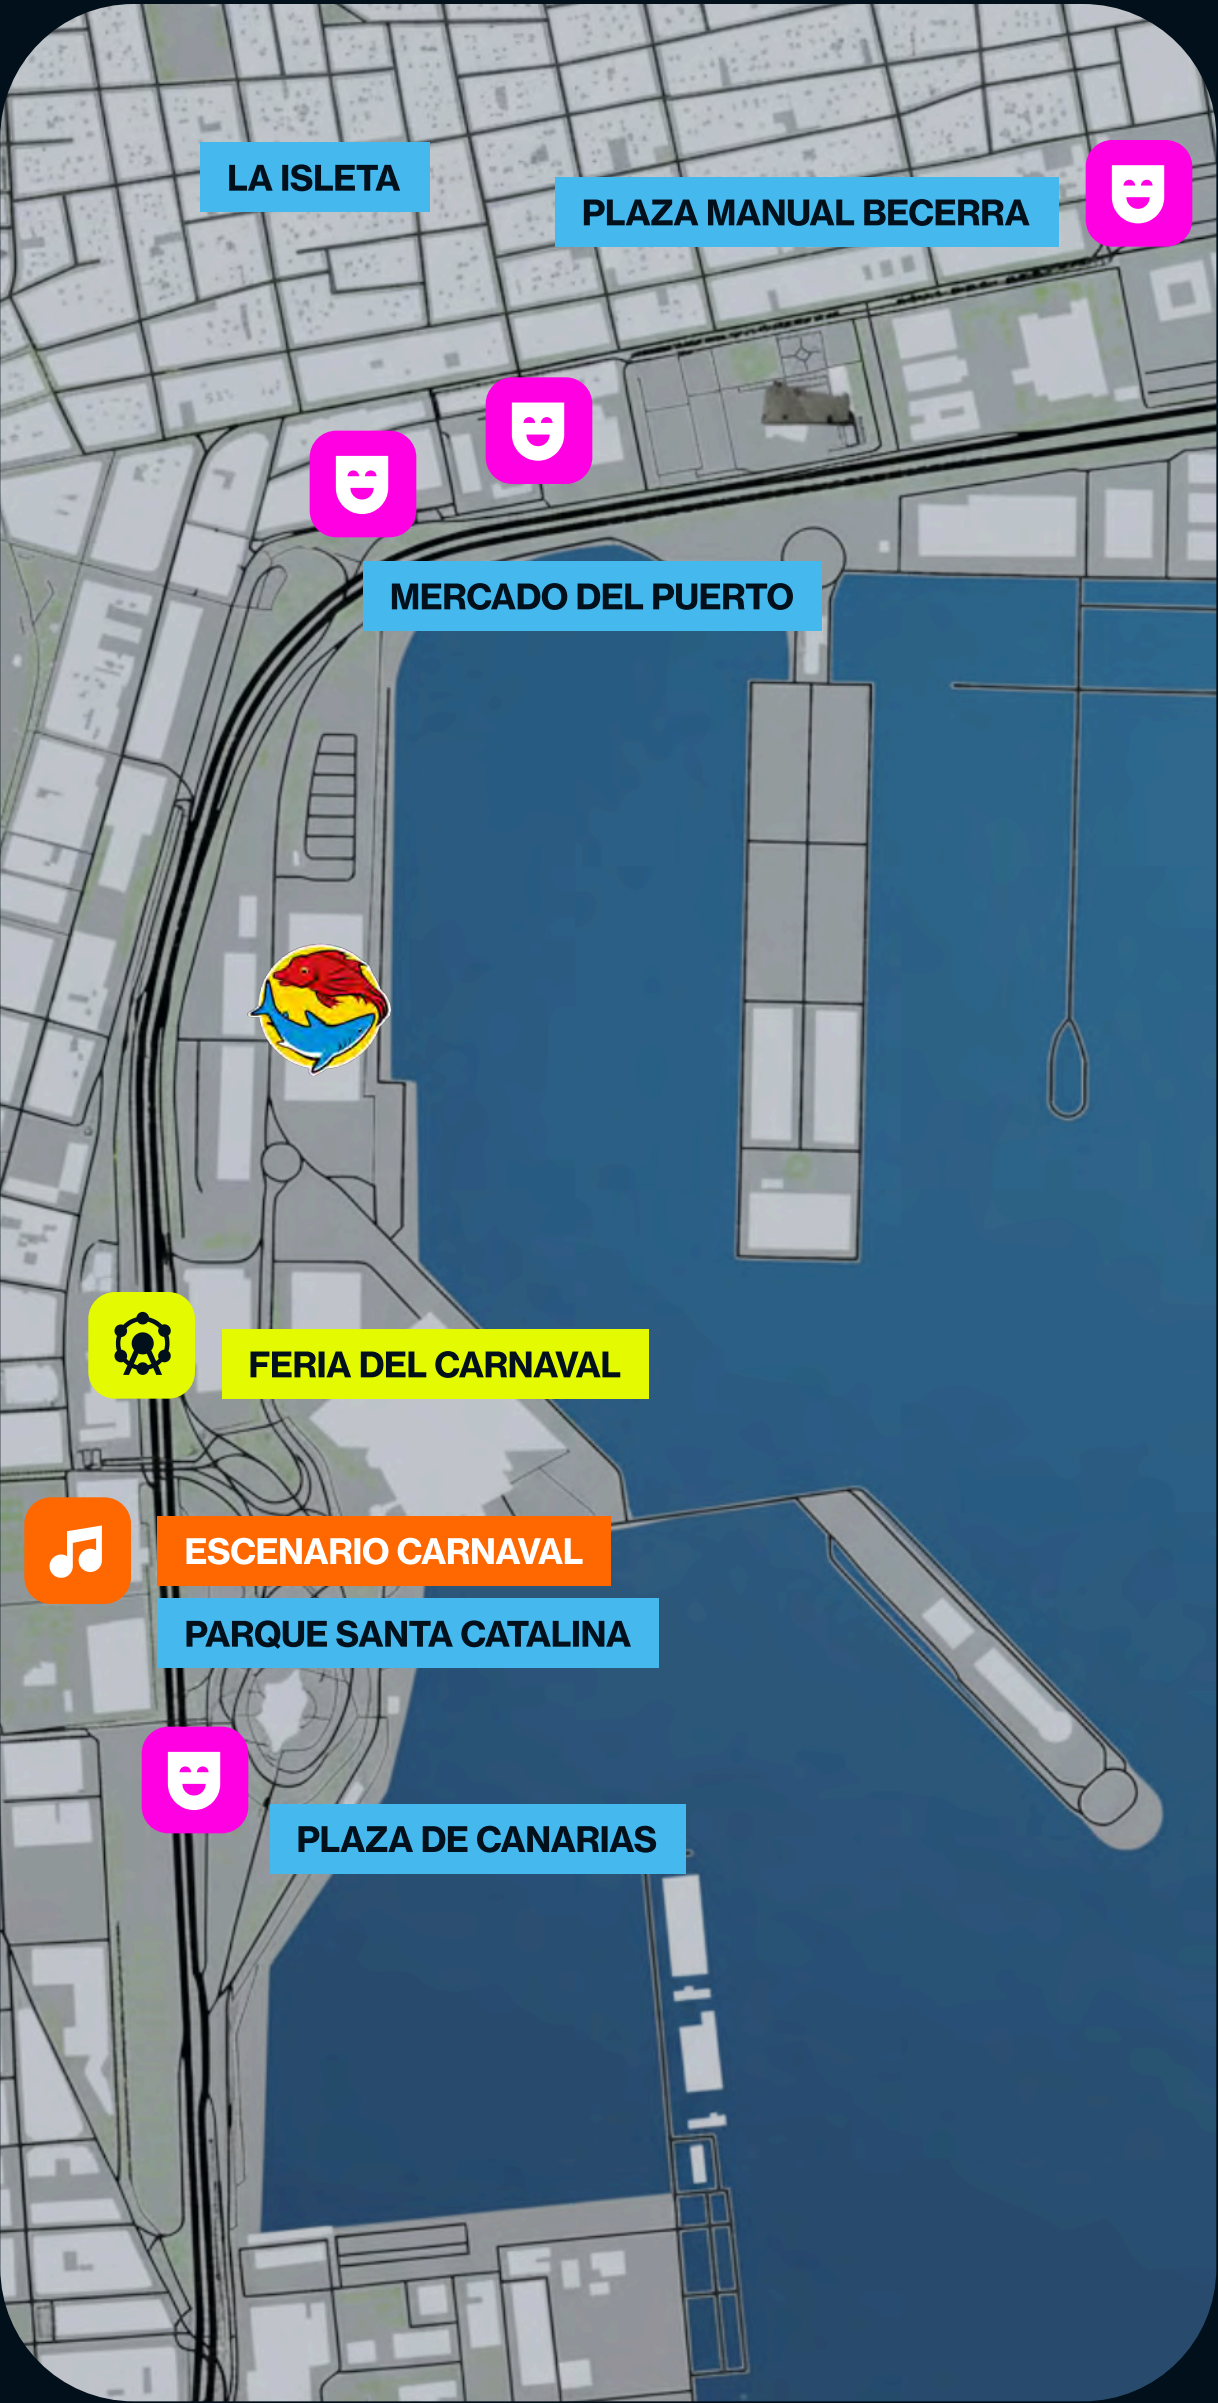 LA ISLETA
PLAZA MANUAL BECERRA
MERCADO DEL PUERTO
FERIA DEL CARNAVAL
ESCENARIO CARNAVAL
PARQUE SANTA CATALINA
PLAZA DE CANARIAS